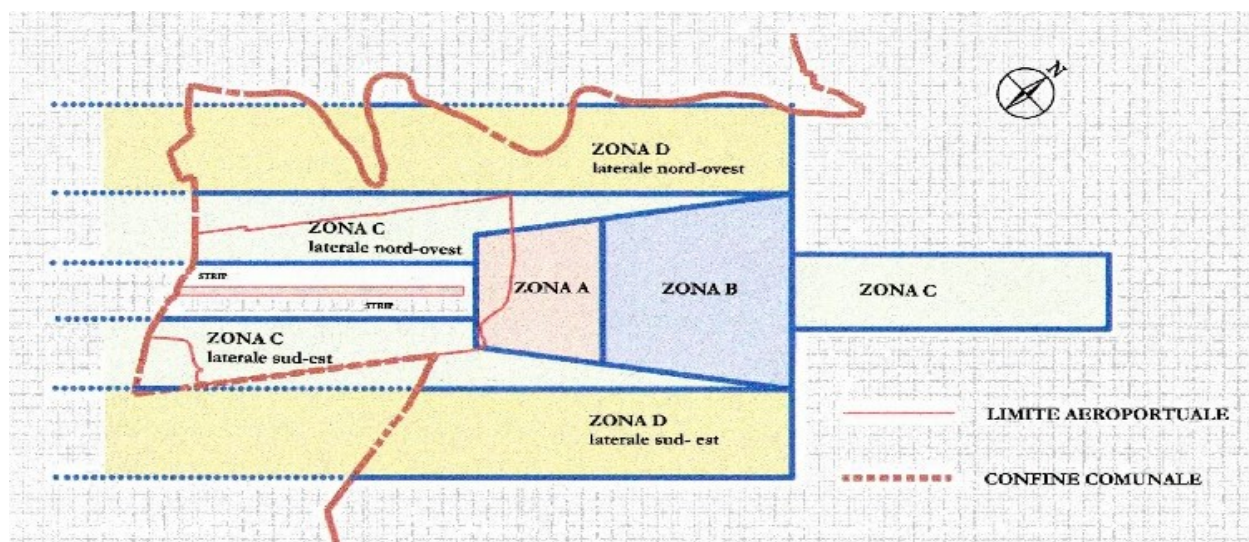 N
ZONA D
laterale nord-ovest
ZONA C
laterale nord-ovest
STRIP
ZONA A
ZONA B
ZONA C
STRIP
ZONA C
laterale sud-est
ZONA D
laterale sud- est
LIMITE AEROPORTUALE
CONFINE COMUNALE